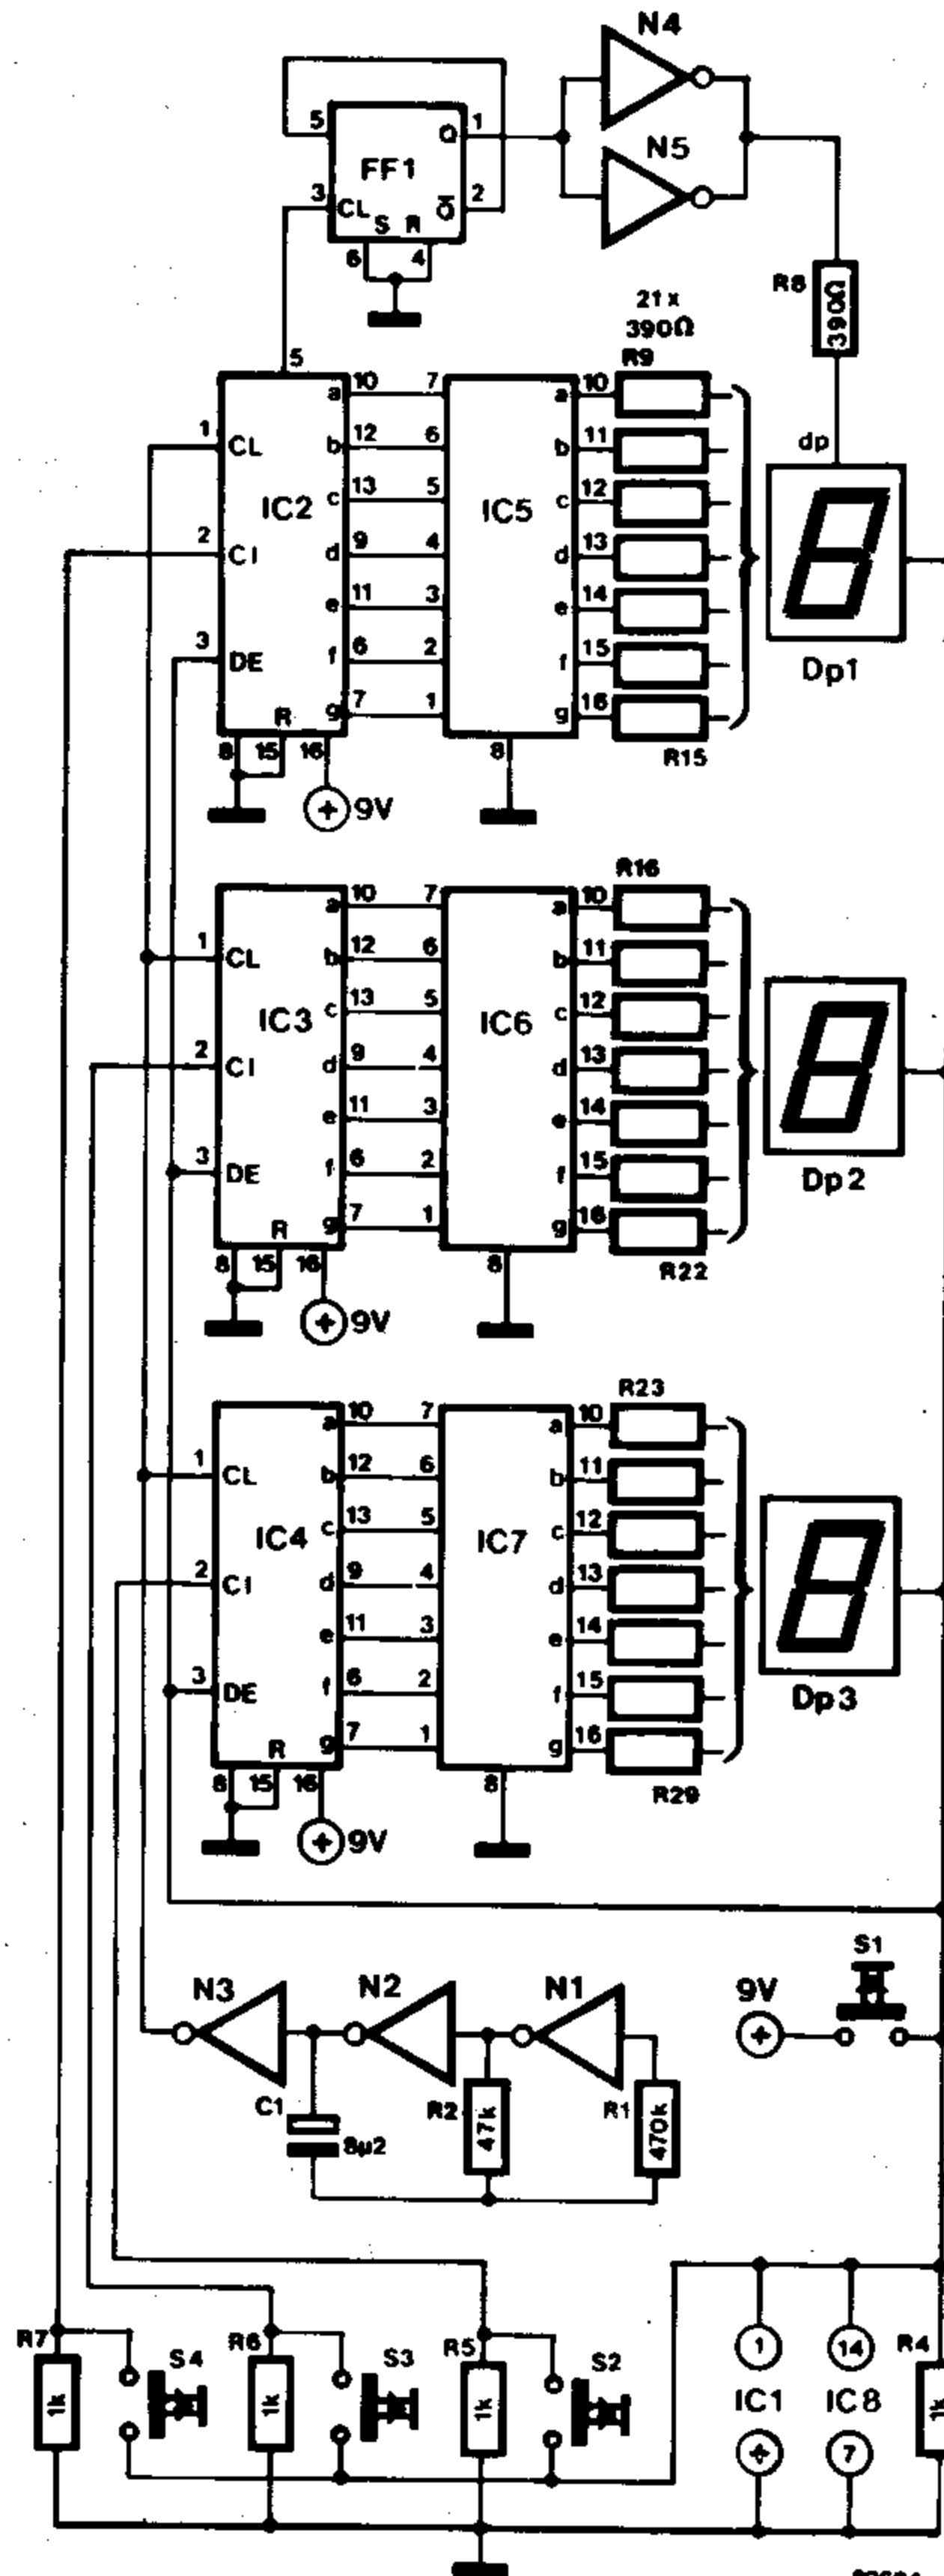 N4
5
Q
1
FF1
N5
3
CL
Q̄
2
S R
6
4
R8
390Ω
21 x
390Ω
R9
5
a 10 7 a 10
1 CL b 12 6 b 11
dp
IC2 c 13 5 IC5 c 12
2 CI d 9 4 d 13
e 11 3 e 14
3 DE f 6 2 f 15
Dp1
R g 7 1 g 16
8 15 16 8 R15
+ 9V
R16
a 10 7 a 10
1 CL b 12 6 b 11
IC3 c 13 5 IC6 c 12
2 CI d 9 4 d 13
e 11 3 e 14
3 DE f 6 2 f 15
Dp2
R g 7 1 g 16
8 15 16 8 R22
+ 9V
R23
a 10 7 a 10
1 CL b 12 6 b 11
IC4 c 13 5 IC7 c 12
2 CI d 9 4 d 13
e 11 3 e 14
3 DE f 6 2 f 15
Dp3
R g 7 1 g 16
8 15 16 8 R29
+ 9V
S1
N3 N2 N1 9V
+
C1 R2 R1
8µ2 47k 470k
R7 S4 R6 S3 R5 S2 1 14 R4
1k 1k 1k IC1 IC8 1k
+ 7